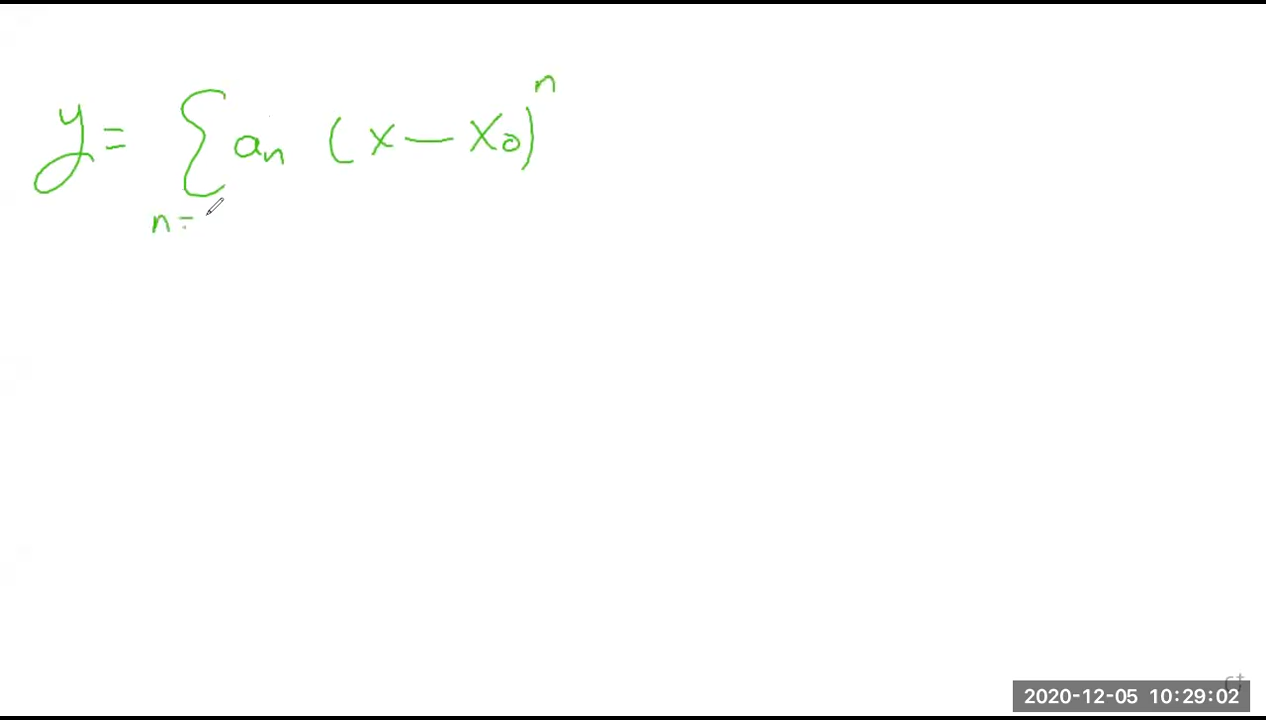 y = Σ aₙ (x – x₀)ⁿ
n =
2020-12-05 10:29:02